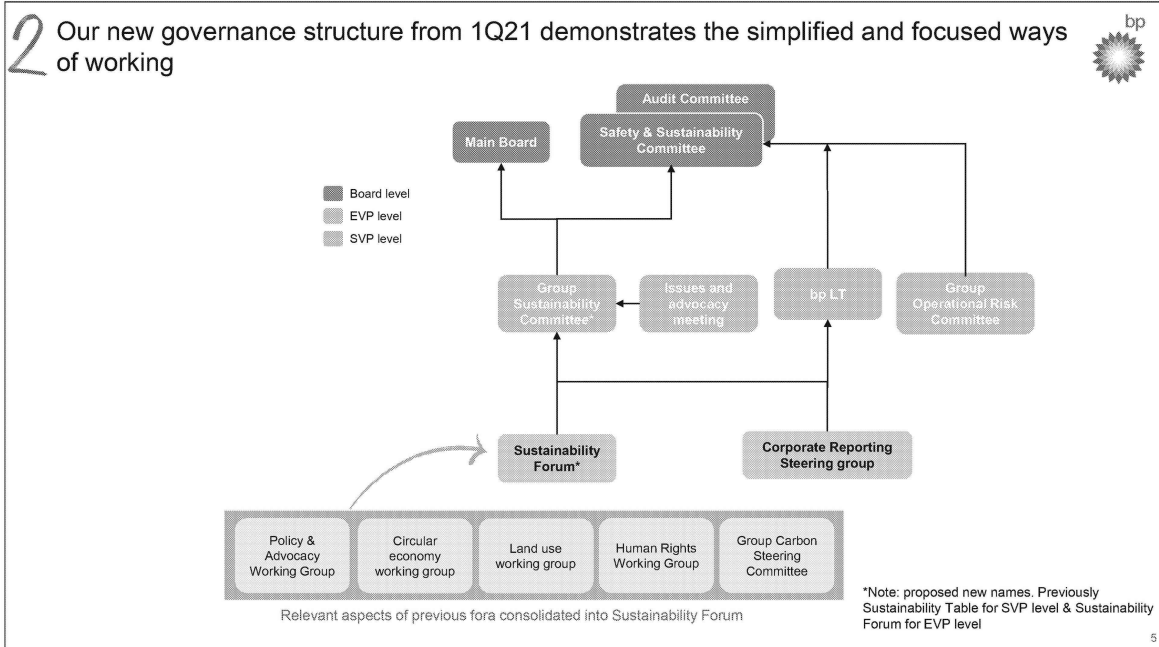 2
Our new governance structure from 1Q21 demonstrates the simplified and focused ways
of working
bp
Audit Committee
Main Board
Safety & Sustainability
Committee
Board level
EVP level
SVP level
Group
Sustainability
Committee*
Issues and
advocacy
meeting
bp LT
Group
Operational Risk
Committee
Sustainability
Forum*
Corporate Reporting
Steering group
Policy &
Advocacy
Working Group
Circular
economy
working group
Land use
working group
Human Rights
Working Group
Group Carbon
Steering
Committee
Relevant aspects of previous fora consolidated into Sustainability Forum
*Note: proposed new names. Previously
Sustainability Table for SVP level & Sustainability
Forum for EVP level
5